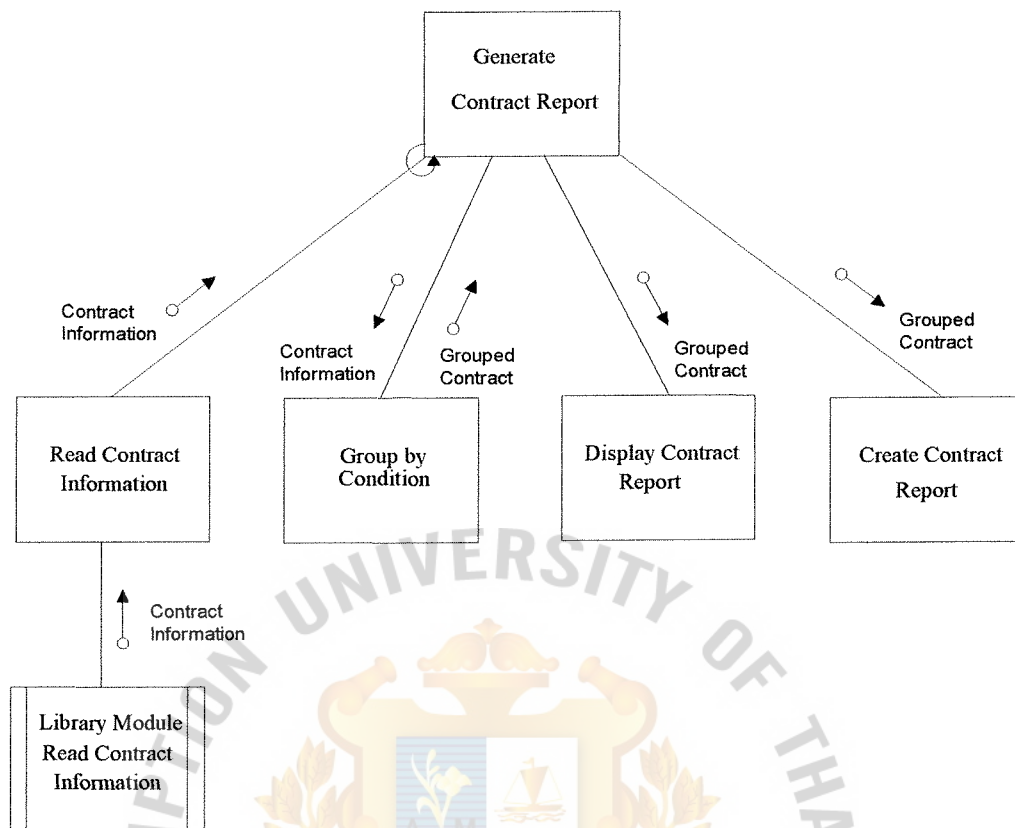 Generate
Contract Report
Contract
Information
Contract
Information
Grouped
Contract
Grouped
Contract
Grouped
Contract
Read Contract
Information
Group by
Condition
Display Contract
Report
Create Contract
Report
Contract
Information
Library Module
Read Contract
Information
UNIVERSITY OF